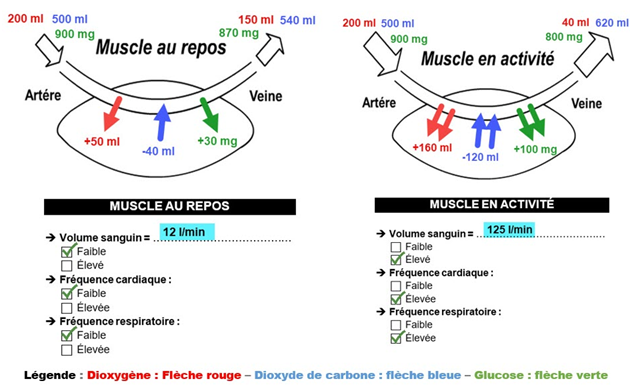 200 ml 500 ml
900 mg
150 ml 540 ml
870 mg
Muscle au repos
Artére
Veine
+50 ml
-40 ml
+30 mg
200 ml 500 ml
900 mg
40 ml 620 ml
800 mg
Muscle en activité
Artére
Veine
+160 ml
-120 ml
+100 mg
MUSCLE AU REPOS
→ Volume sanguin = 12 l/min
Faible
Élevé
→ Fréquence cardiaque :
Faible
Élevée
→ Fréquence respiratoire :
Faible
Élevée
MUSCLE EN ACTIVITÉ
→ Volume sanguin = 125 l/min
Faible
Élevé
→ Fréquence cardiaque :
Faible
Élevée
→ Fréquence respiratoire :
Faible
Élevée
Légende : Dioxygène : Flèche rouge – Dioxyde de carbone : flèche bleue – Glucose : flèche verte